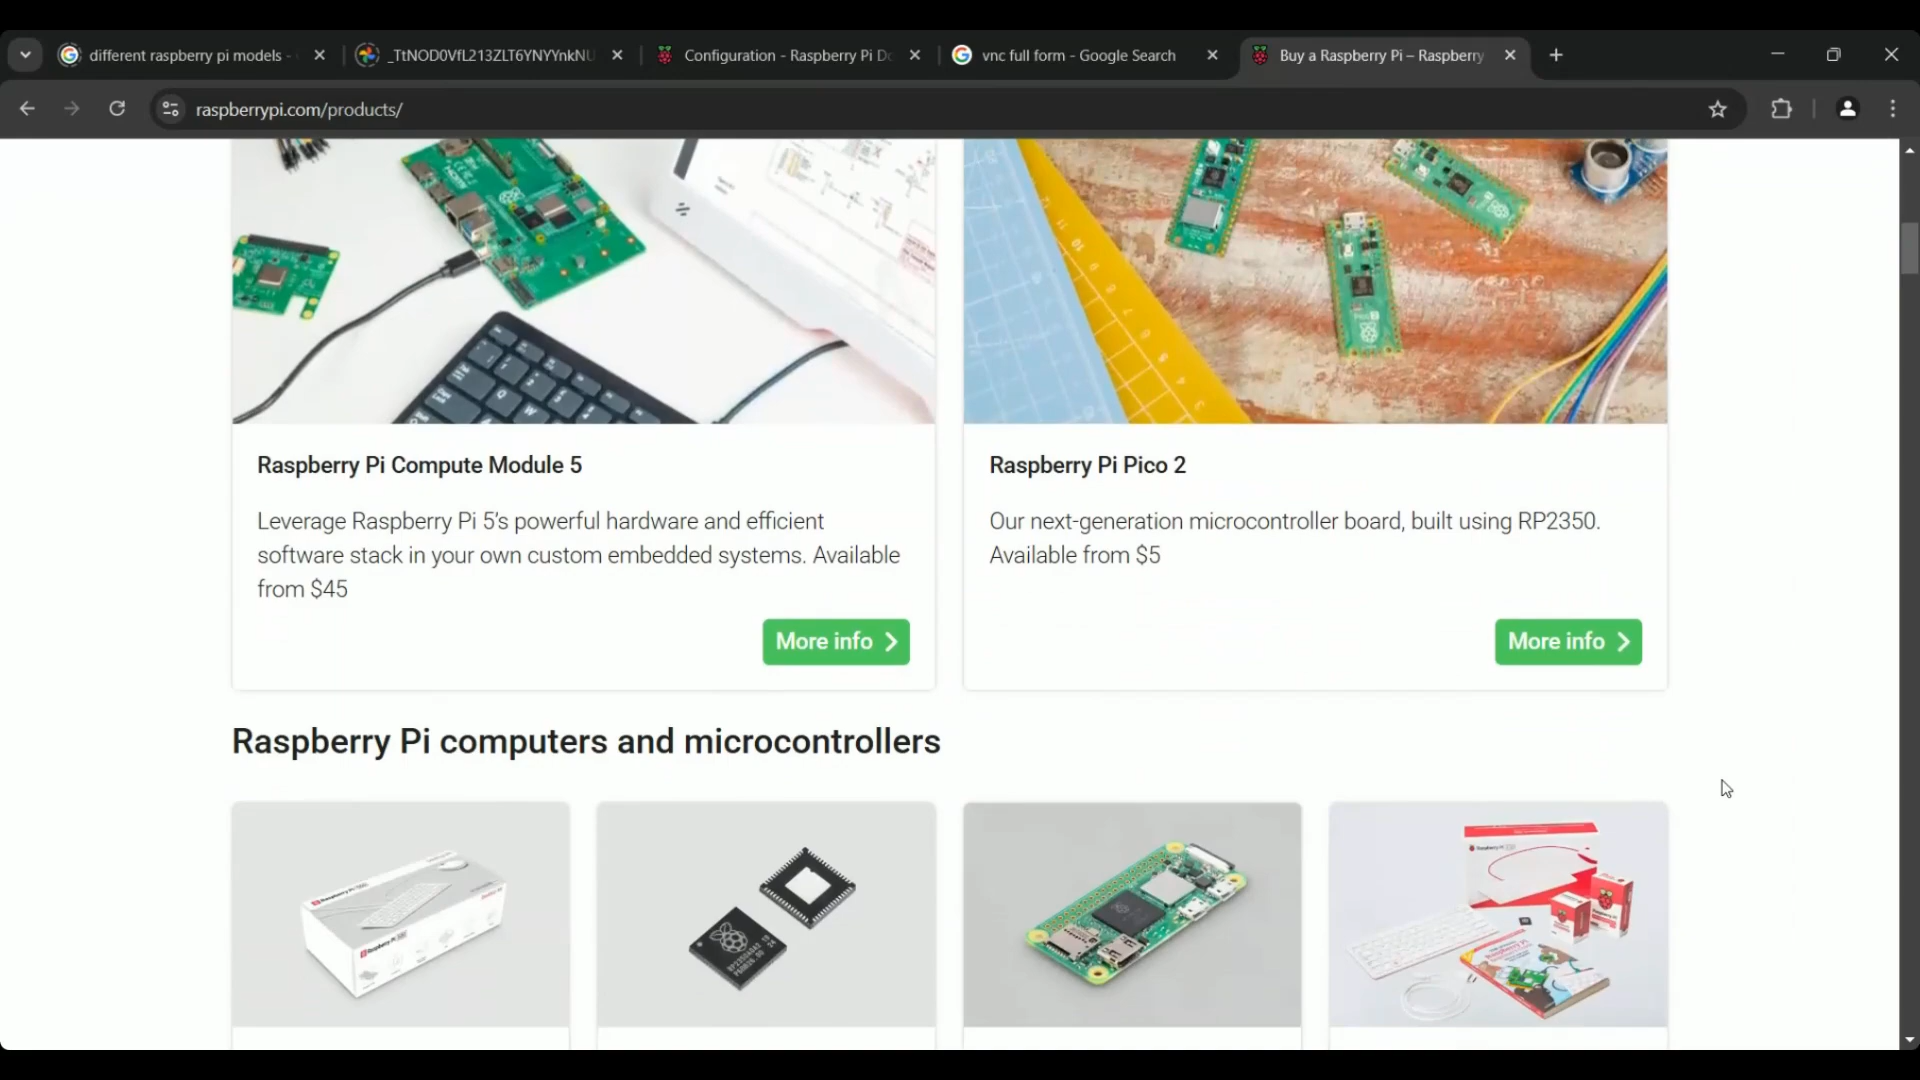 different raspberry pi models -
_TtNOD0VfL213ZLT6YNYYnkNU
Configuration - Raspberry Pi Do
vnc full form - Google Search
Buy a Raspberry Pi – Raspberry
raspberrypi.com/products/
Raspberry Pi Compute Module 5
Leverage Raspberry Pi 5’s powerful hardware and efficient
software stack in your own custom embedded systems. Available
from $45
More info
Raspberry Pi Pico 2
Our next-generation microcontroller board, built using RP2350.
Available from $5
More info
Raspberry Pi computers and microcontrollers